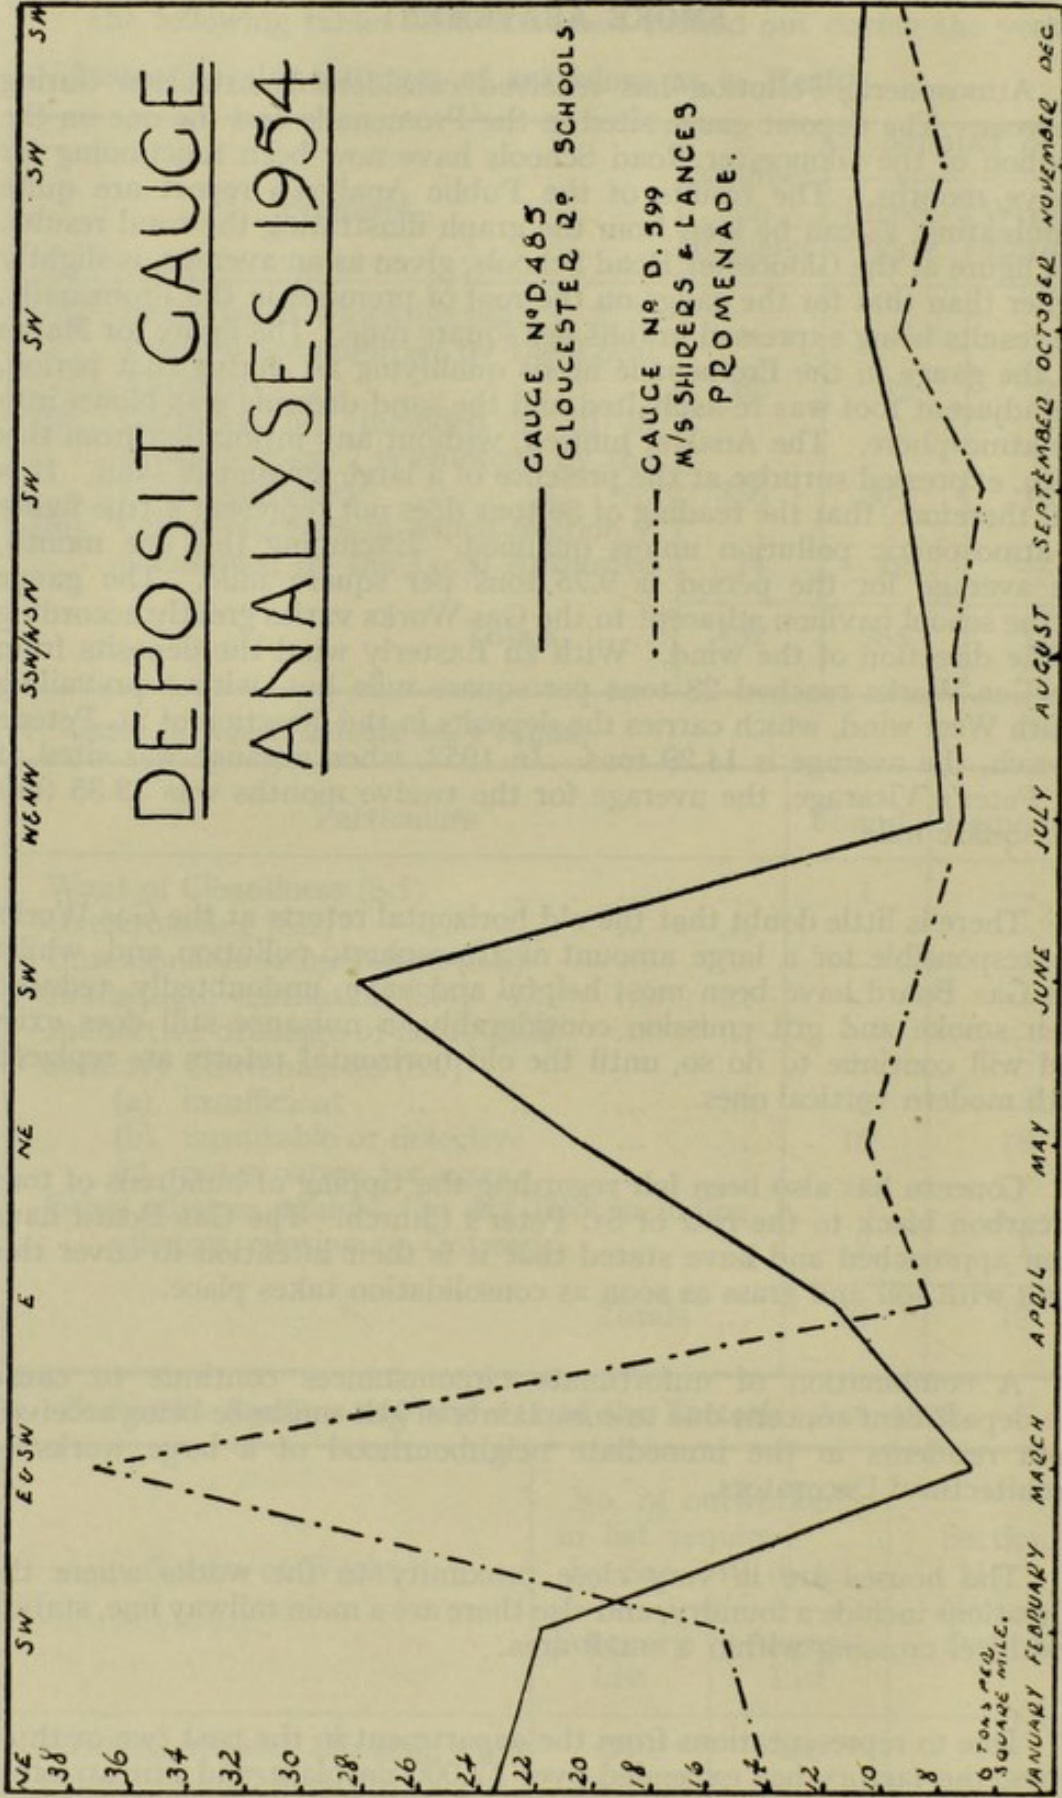 DEPOSIT GAUGE
ANALYSES 1954
GAUGE No D.485
GLOUCESTER RD SCHOOLS.
GAUGE No D.599
M/S SHIRERS & LANCES
PROMENADE.
NE SW E & SW E NE SW W & NW SSW/NSN SW SW SW SW
38
36
34
32
30
28
26
24
22
20
18
16
14
12
10
8
6 TONS PER
SQUARE MILE.
JANUARY FEBRUARY MARCH APRIL MAY JUNE JULY AUGUST SEPTEMBER OCTOBER NOVEMBER DEC